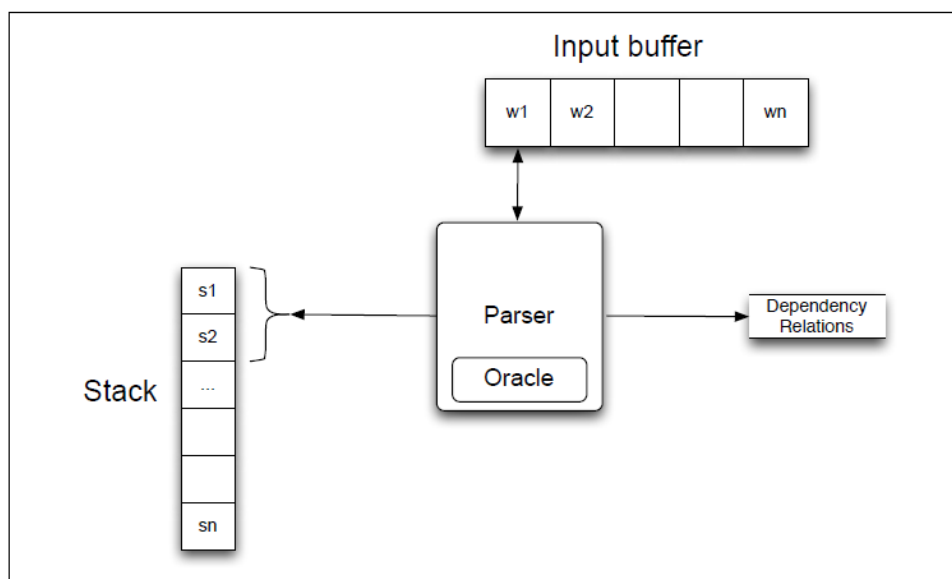 Input buffer
w1 w2 wn
s1
s2
...
sn
Stack
Parser
Oracle
Dependency
Relations